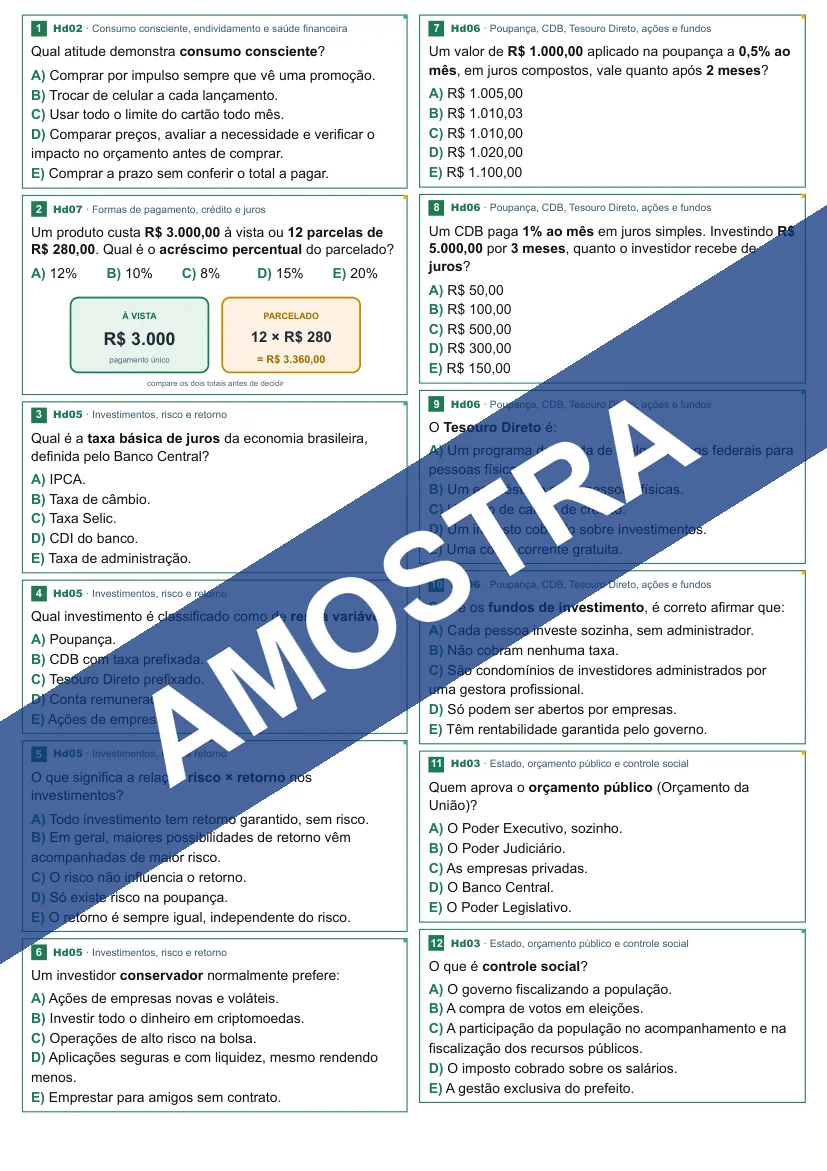 1 Hd02 · Consumo consciente, endividamento e saúde financeira
Qual atitude demonstra consumo consciente?
A) Comprar por impulso sempre que vê uma promoção.
B) Trocar de celular a cada lançamento.
C) Usar todo o limite do cartão todo mês.
D) Comparar preços, avaliar a necessidade e verificar o
impacto no orçamento antes de comprar.
E) Comprar a prazo sem conferir o total a pagar.
2 Hd07 · Formas de pagamento, crédito e juros
Um produto custa R$ 3.000,00 à vista ou 12 parcelas de
R$ 280,00. Qual é o acréscimo percentual do parcelado?
A) 12% B) 10% C) 8% D) 15% E) 20%
À VISTA
R$ 3.000
pagamento único
PARCELADO
12 × R$ 280
= R$ 3.360,00
compare os dois totais antes de decidir
3 Hd05 · Investimentos, risco e retorno
Qual é a taxa básica de juros da economia brasileira,
definida pelo Banco Central?
A) IPCA.
B) Taxa de câmbio.
C) Taxa Selic.
D) CDI do banco.
E) Taxa de administração.
4 Hd05 · Investimentos, risco e retorno
Qual investimento é classificado como de
A) Poupança.
B) CDB com taxa prefixada.
C) Tesouro Direto prefixado.
D) Conta
E) Ações de
5 Hd05 · Investimentos, retorno
O que significa a relação risco × retorno nos
investimentos?
A) Todo investimento tem retorno garantido, sem risco.
B) Em geral, maiores possibilidades de retorno vêm
acompanhadas de maior risco.
C) O risco não influencia o retorno.
D) Só existe risco na poupança.
E) O retorno é sempre igual, independente do risco.
6 Hd05 · Investimentos, risco e retorno
Um investidor conservador normalmente prefere:
A) Ações de empresas novas e voláteis.
B) Investir todo o dinheiro em criptomoedas.
C) Operações de alto risco na bolsa.
D) Aplicações seguras e com liquidez, mesmo rendendo
menos.
E) Emprestar para amigos sem contrato.
7 Hd06 · Poupança, CDB, Tesouro Direto, ações e fundos
Um valor de R$ 1.000,00 aplicado na poupança a 0,5% ao
mês, em juros compostos, vale quanto após 2 meses?
A) R$ 1.005,00
B) R$ 1.010,03
C) R$ 1.010,00
D) R$ 1.020,00
E) R$ 1.100,00
8 Hd06 · Poupança, CDB, Tesouro Direto, ações e fundos
Um CDB paga 1% ao mês em juros simples. Investindo R$
5.000,00 por 3 meses, quanto o investidor recebe de
juros?
A) R$ 50,00
B) R$ 100,00
C) R$ 500,00
D) R$ 300,00
E) R$ 150,00
9 Hd06 · Poupança, CDB, Tesouro Direto, ações e fundos
O Tesouro Direto é:
A) Um programa de federais para
pessoas
B) Um físicas.
C) de
D) Um sobre investimentos.
E) Uma corrente gratuita.
10 · Poupança, CDB, Tesouro Direto, ações e fundos
os fundos de investimento, é correto afirmar que:
A) Cada pessoa investe sozinha, sem administrador.
B) Não cobram nenhuma taxa.
C) São condomínios de investidores administrados por
uma gestora profissional.
D) Só podem ser abertos por empresas.
E) Têm rentabilidade garantida pelo governo.
11 Hd03 · Estado, orçamento público e controle social
Quem aprova o orçamento público (Orçamento da
União)?
A) O Poder Executivo, sozinho.
B) O Poder Judiciário.
C) As empresas privadas.
D) O Banco Central.
E) O Poder Legislativo.
12 Hd03 · Estado, orçamento público e controle social
O que é controle social?
A) O governo fiscalizando a população.
B) A compra de votos em eleições.
C) A participação da população no acompanhamento e na
fiscalização dos recursos públicos.
D) O imposto cobrado sobre os salários.
E) A gestão exclusiva do prefeito.
AMOSTRA